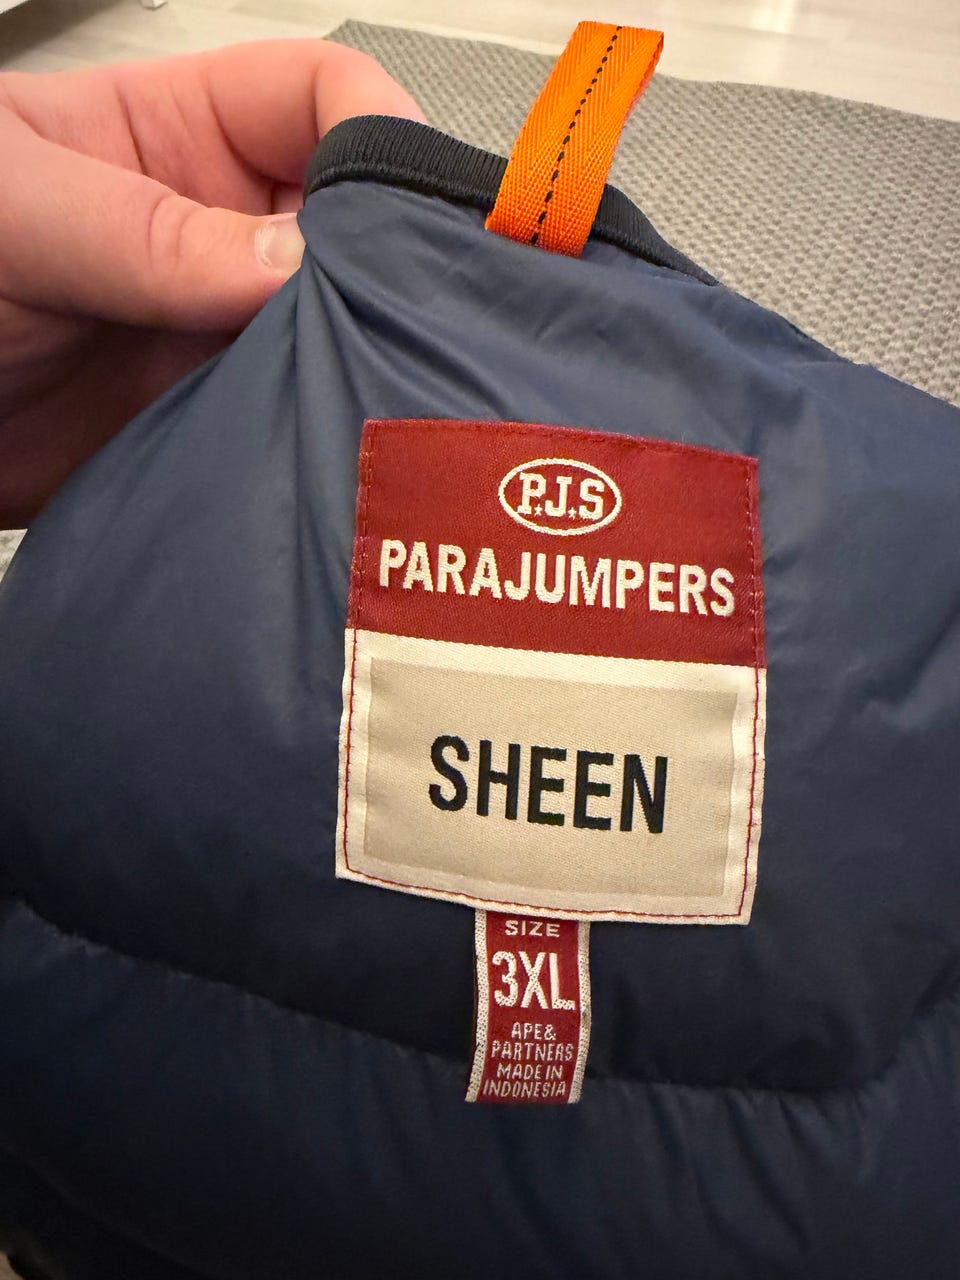 P.J.S
PARAJUMPERS
SHEEN
SIZE
3XL
APE&
PARTNERS
MADE IN
INDONESIA